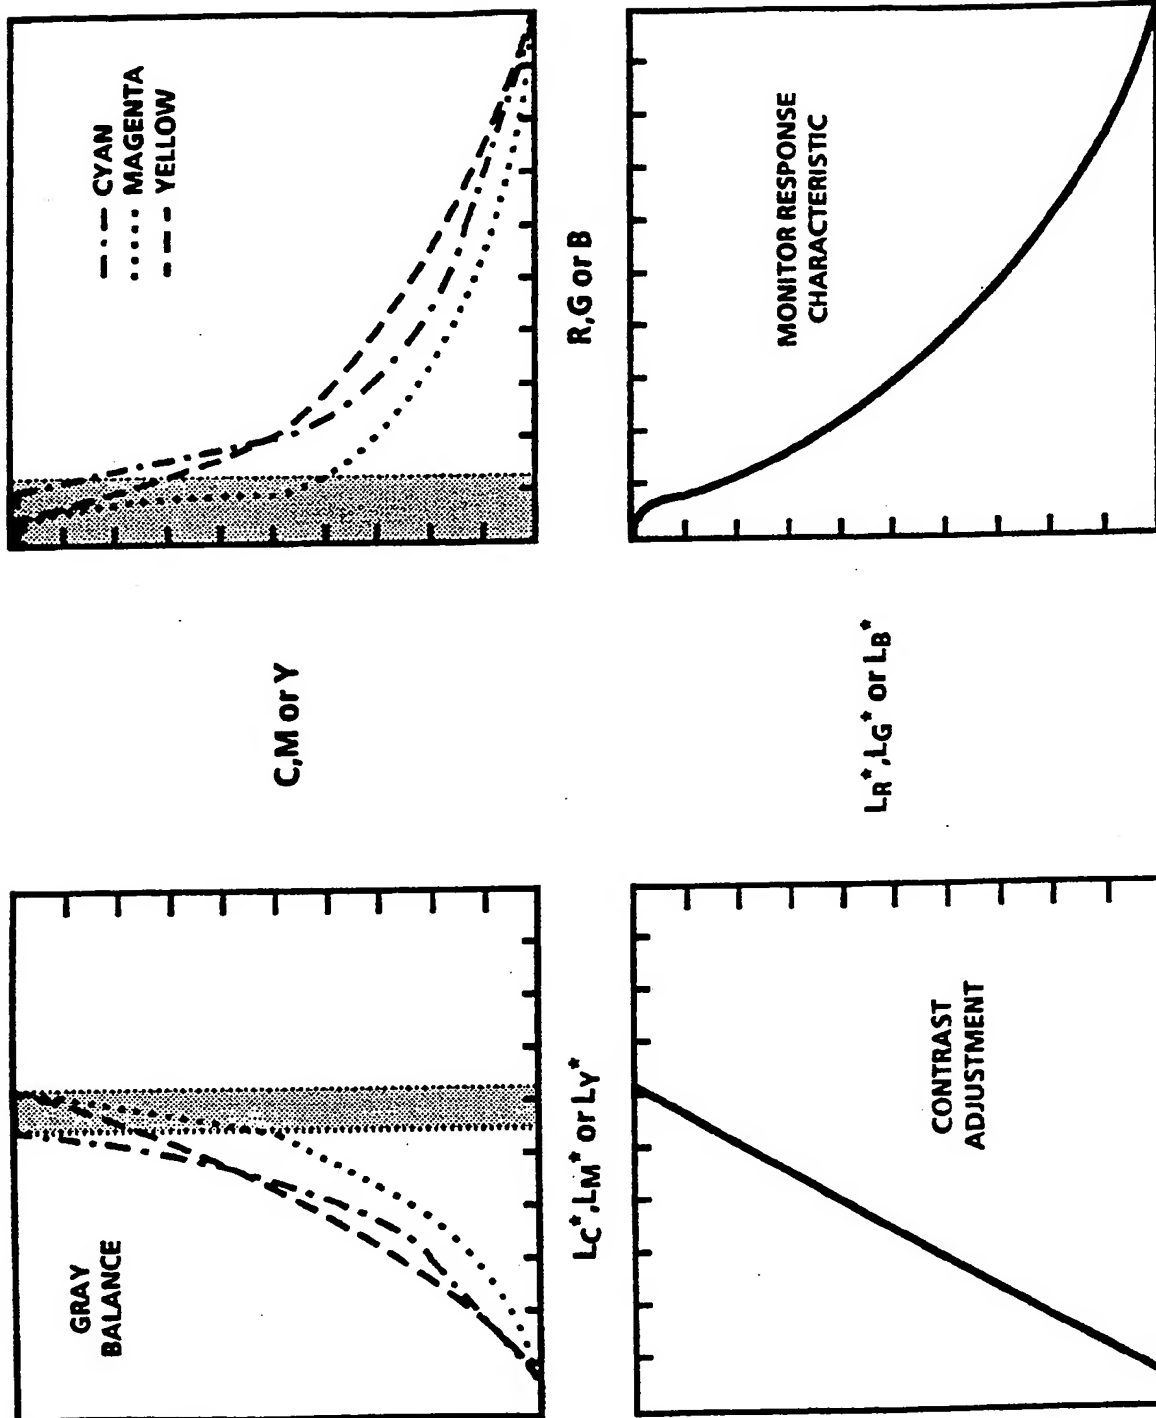 GRAY
BALANCE
C,M or Y
CYAN
MAGENTA
YELLOW
LC*,LM* or LY*
R,G or B
CONTRAST
ADJUSTMENT
LR*,LG* or LB*
MONITOR RESPONSE
CHARACTERISTIC